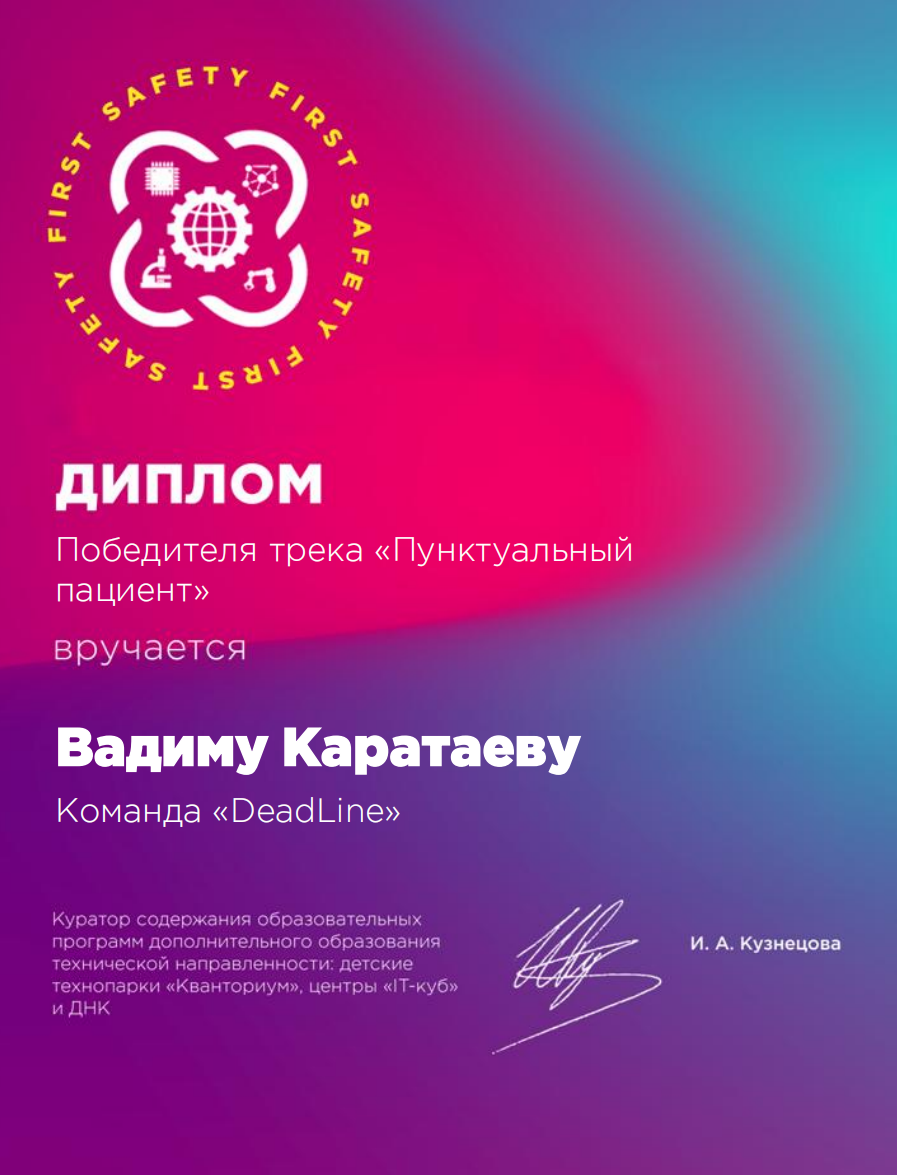 SAFETY FIRST SAFETY FIRST SAFETY FIRST
ДИПЛОМ
Победителя трека «Пунктуальный
пациент»
вручается
Вадиму Каратаеву
Команда «DeadLine»
Куратор содержания образовательных
программ дополнительного образования
технической направленности: детские
технопарки «Кванториум», центры «IT-куб»
и ДНК
И. А. Кузнецова